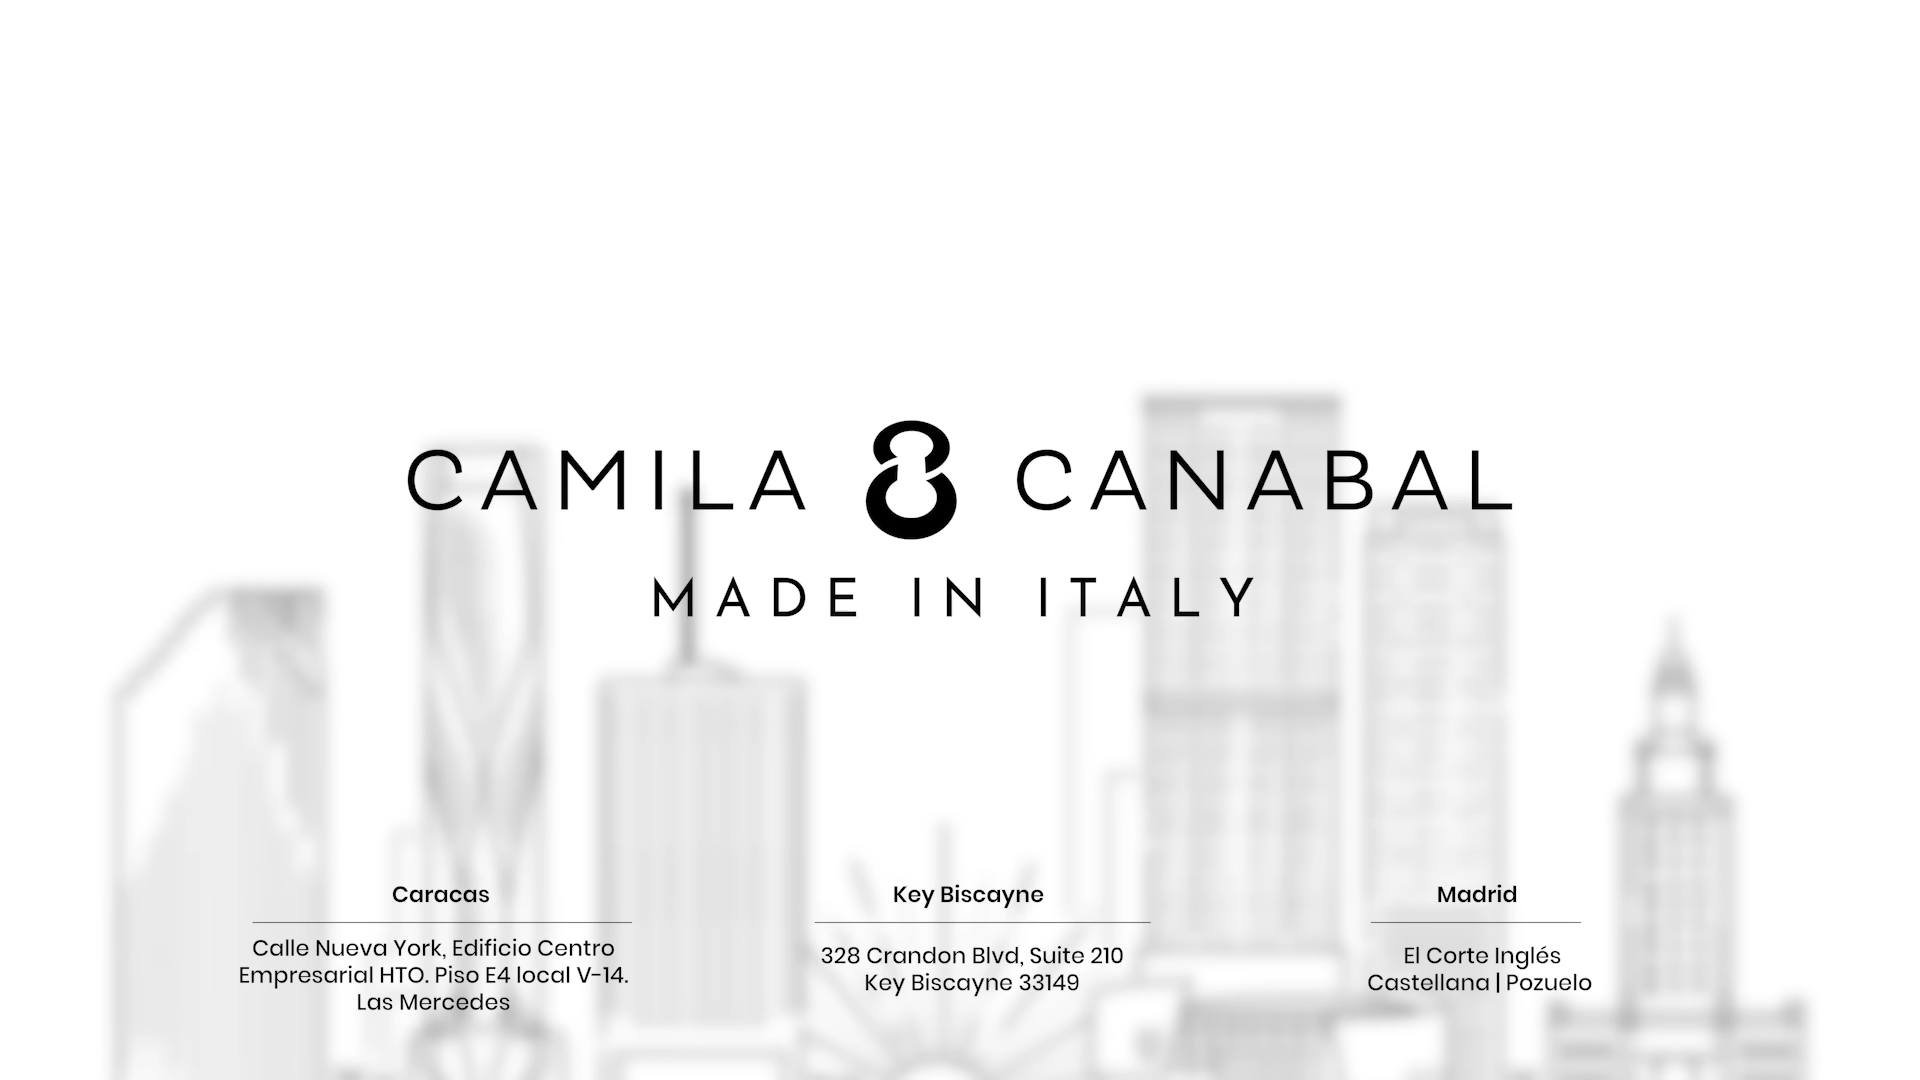 CAMILA CANABAL
MADE IN ITALY
Caracas
Calle Nueva York, Edificio Centro
Empresarial HTO. Piso E4 local V-14.
Las Mercedes
Key Biscayne
328 Crandon Blvd, Suite 210
Key Biscayne 33149
Madrid
El Corte Inglés
Castellana | Pozuelo